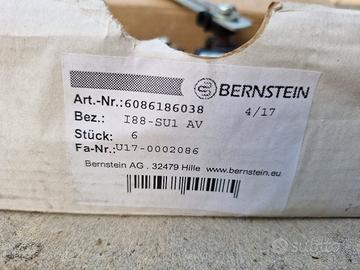 BERNSTEIN
Art.-Nr.:6086186038
4/17
Bez.: I88-SU1 AV
Stück: 6
Fa-Nr.:U17-0002086
Bernstein AG . 32479 Hille www.bernstein.eu
subito